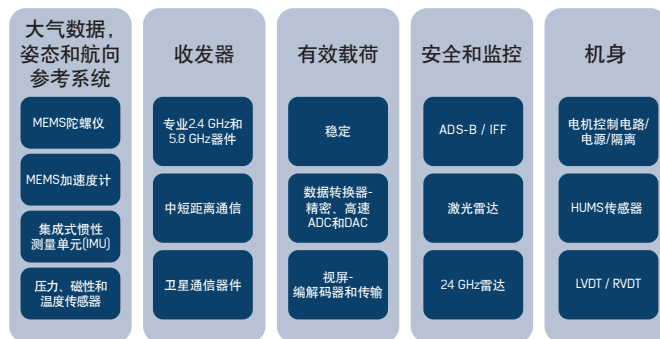 大气数据，
姿态和航向
参考系统
MEMS陀螺仪
MEMS加速度计
集成式惯性
测量单元(IMU)
压力、磁性和
温度传感器
收发器
专业2.4 GHz和
5.8 GHz器件
中短距离通信
卫星通信器件
有效载荷
稳定
数据转换器-
精密、高速
ADC和DAC
视屏-
编解码器和传输
安全和监控
ADS-B / IFF
激光雷达
24 GHz雷达
机身
电机控制电路/
电源/隔离
HUMS传感器
LVDT / RVDT